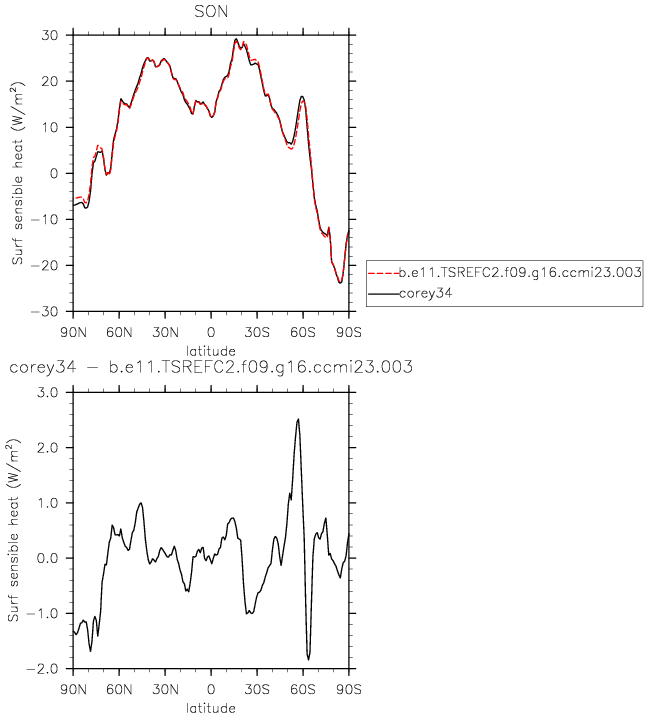 SON
30
20
10
0
−10
−20
−30
Surf sensible heat (W/m²)
90N 60N 30N 0 30S 60S 90S
latitude
b.e11.TSREFC2.f09.g16.ccmi23.003
corey34
corey34 − b.e11.TSREFC2.f09.g16.ccmi23.003
3.0
2.0
1.0
0.0
−1.0
−2.0
Surf sensible heat (W/m²)
90N 60N 30N 0 30S 60S 90S
latitude